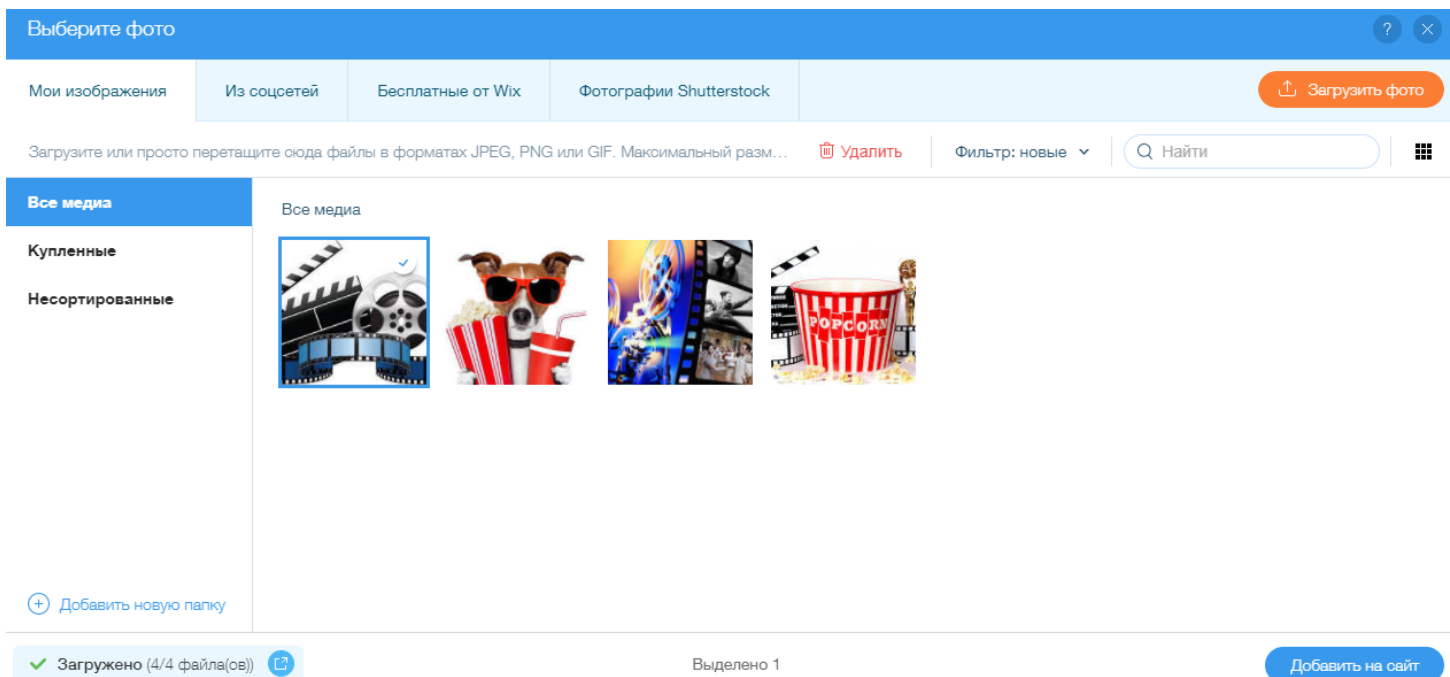 Выберите фото
?
Мои изображения
Из соцсетей
Бесплатные от Wix
Фотографии Shutterstock
Загрузить фото
Загрузите или просто перетащите сюда файлы в форматах JPEG, PNG или GIF. Максимальный разм...
Удалить
Фильтр: новые
Найти
Все медиа
Купленные
Несортированные
Все медиа
POPCORN
Добавить новую папку
Загружено (4/4 файла(ов))
Выделено 1
Добавить на сайт